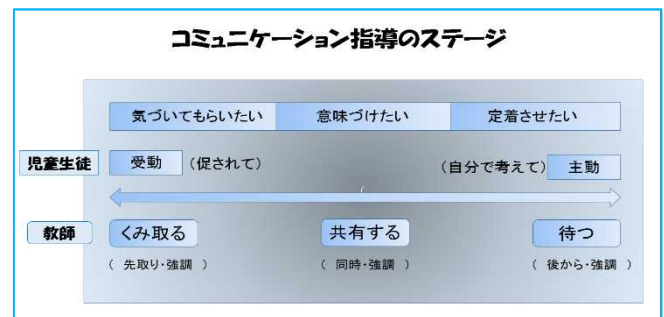 コミュニケーション指導のステージ
気づいてもらいたい 意味づけたい 定着させたい
児童生徒 受動 (促されて) (自分で考えて) 主動
教師 くみ取る 共有する 待つ
( 先取り・強調 ) ( 同時・強調 ) ( 後から・強調 )